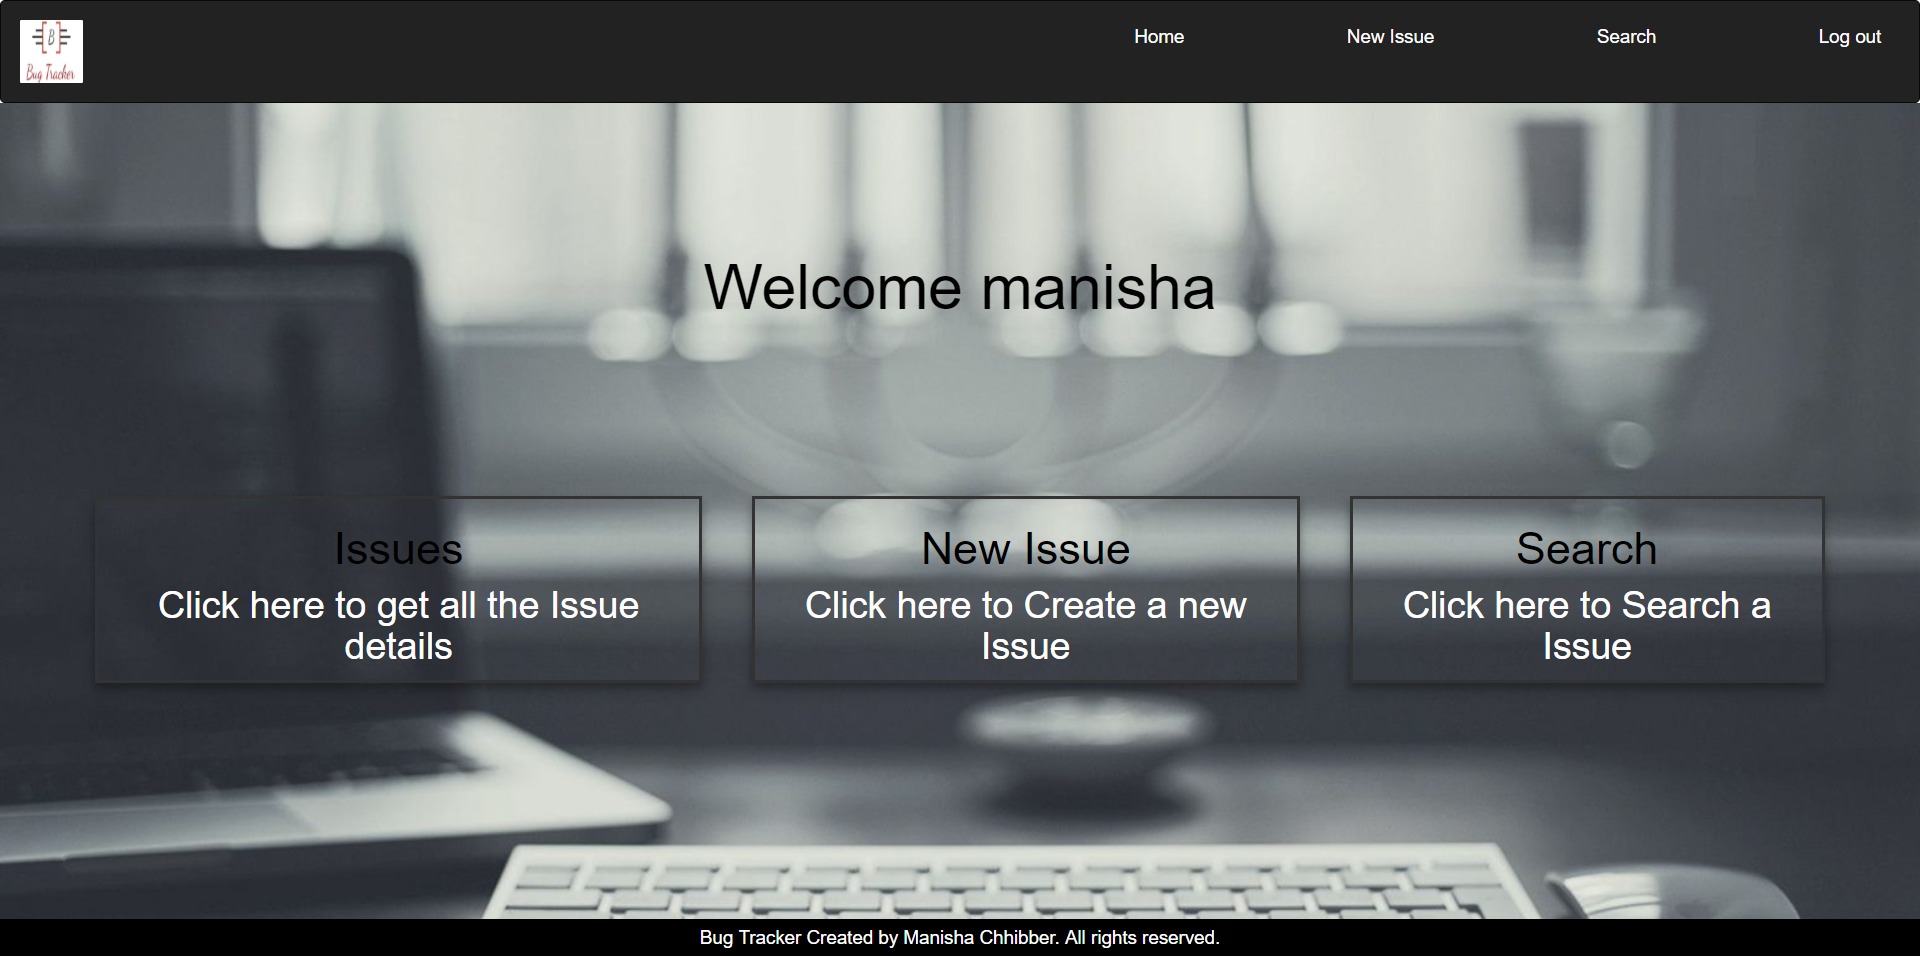 B
Bug Tracker
Home
New Issue
Search
Log out
Welcome manisha
Issues
Click here to get all the Issue
details
New Issue
Click here to Create a new
Issue
Search
Click here to Search a
Issue
Bug Tracker Created by Manisha Chhibber. All rights reserved.